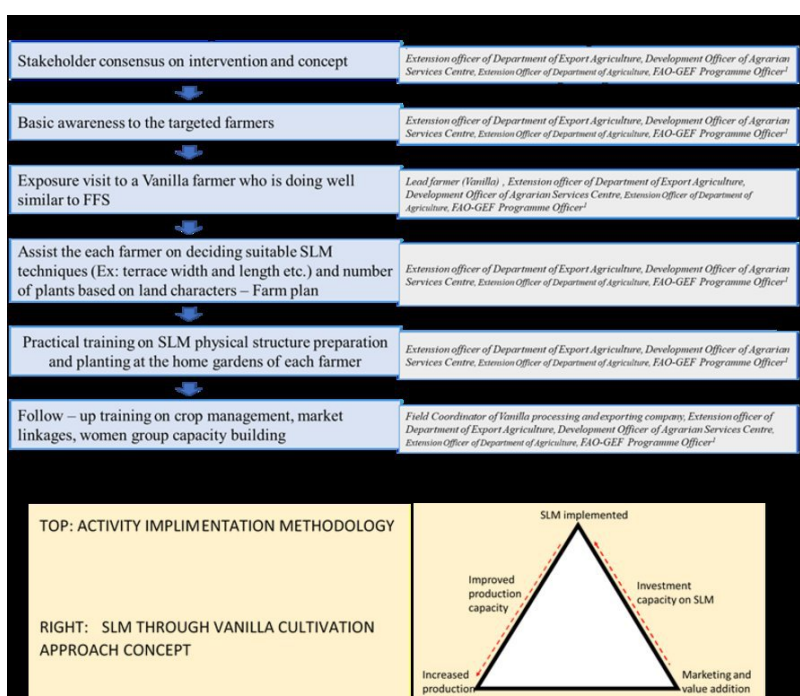 Stakeholder consensus on intervention and concept
Extension officer of Department of Export Agriculture, Development Officer of Agrarian
Services Centre, Extension Officer of Department of Agriculture, FAO-GEF Programme Officer¹
Basic awareness to the targeted farmers
Extension officer of Department of Export Agriculture, Development Officer of Agrarian
Services Centre, Extension Officer of Department of Agriculture, FAO-GEF Programme Officer¹
Exposure visit to a Vanilla farmer who is doing well
similar to FFS
Lead farmer (Vanilla) , Extension officer of Department of Export Agriculture,
Development Officer of Agrarian Services Centre, Extension Officer of Department of
Agriculture, FAO-GEF Programme Officer¹
Assist the each farmer on deciding suitable SLM
techniques (Ex: terrace width and length etc.) and number
of plants based on land characters – Farm plan
Extension officer of Department of Export Agriculture, Development Officer of Agrarian
Services Centre, Extension Officer of Department of Agriculture, FAO-GEF Programme Officer¹
Practical training on SLM physical structure preparation
and planting at the home gardens of each farmer
Extension officer of Department of Export Agriculture, Development Officer of Agrarian
Services Centre, Extension Officer of Department of Agriculture, FAO-GEF Programme Officer¹
Follow – up training on crop management, market
linkages, women group capacity building
Field Coordinator of Vanilla processing and exporting company, Extension officer of
Department of Export Agriculture, Development Officer of Agrarian Services Centre,
Extension Officer of Department of Agriculture, FAO-GEF Programme Officer¹
TOP: ACTIVITY IMPLIMENTATION METHODOLOGY
RIGHT: SLM THROUGH VANILLA CULTIVATION
APPROACH CONCEPT
SLM implemented
Improved
production
capacity
Investment
capacity on SLM
Increased
production
Marketing and
value addition